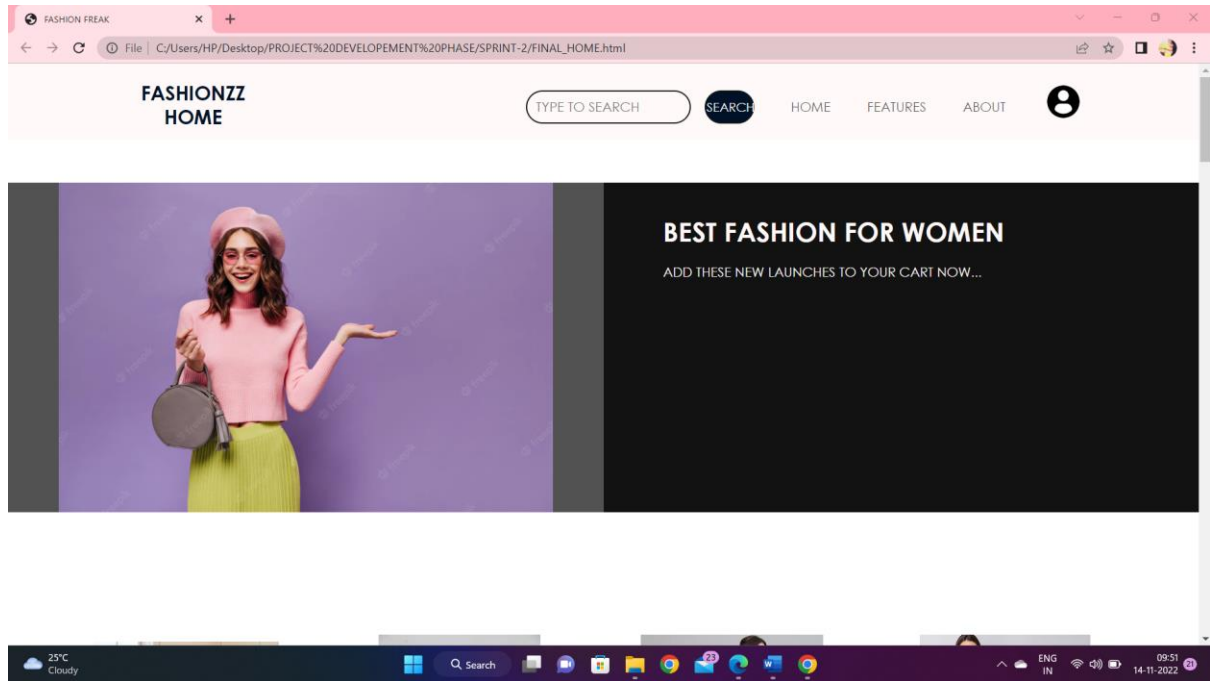 FASHION FREAK
File
C:/Users/HP/Desktop/PROJECT%20DEVELOPEMENT%20PHASE/SPRINT-2/FINAL_HOME.html
FASHIONZZ
HOME
TYPE TO SEARCH
SEARCH
HOME
FEATURES
ABOUT
BEST FASHION FOR WOMEN
ADD THESE NEW LAUNCHES TO YOUR CART NOW...
25°C
Cloudy
Search
23
ENG
IN
09:51
14-11-2022
21